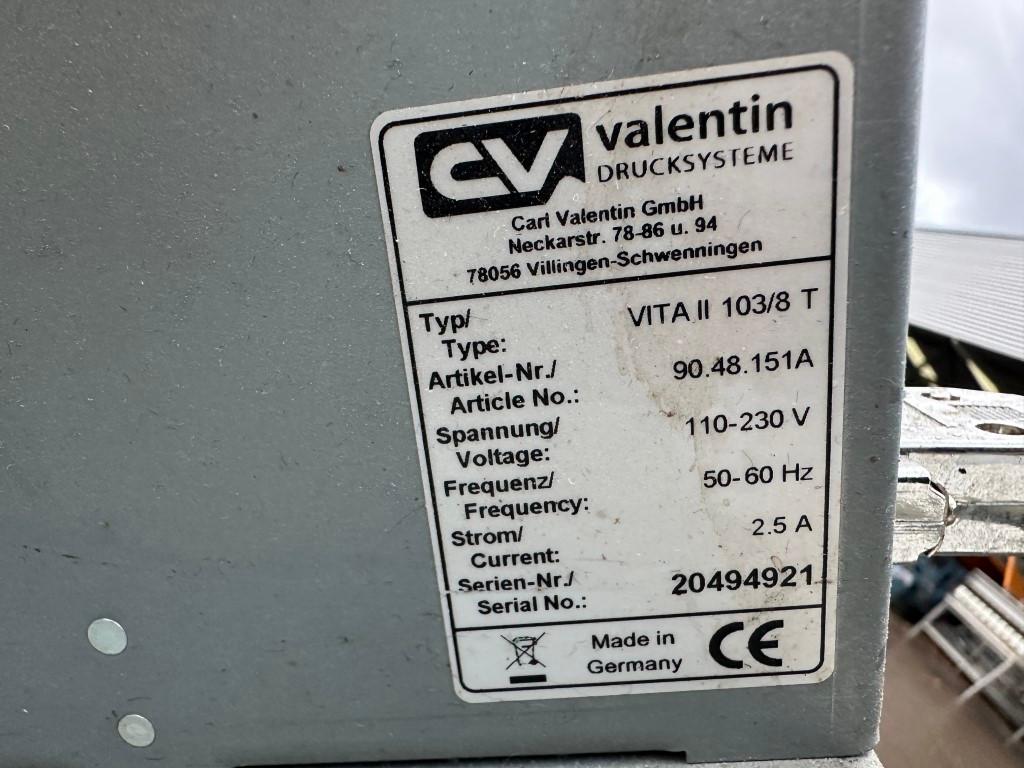 CV valentin
DRUCKSYSTEME
Carl Valentin GmbH
Neckarstr. 78-86 u. 94
78056 Villingen-Schwenningen
Typ/ VITA II 103/8 T
Type:
Artikel-Nr./ 90.48.151A
Article No.:
Spannung/ 110-230 V
Voltage:
Frequenz/ 50-60 Hz
Frequency:
Strom/ 2.5 A
Current:
Serien-Nr./ 20494921
Serial No.:
Made in CE
Germany